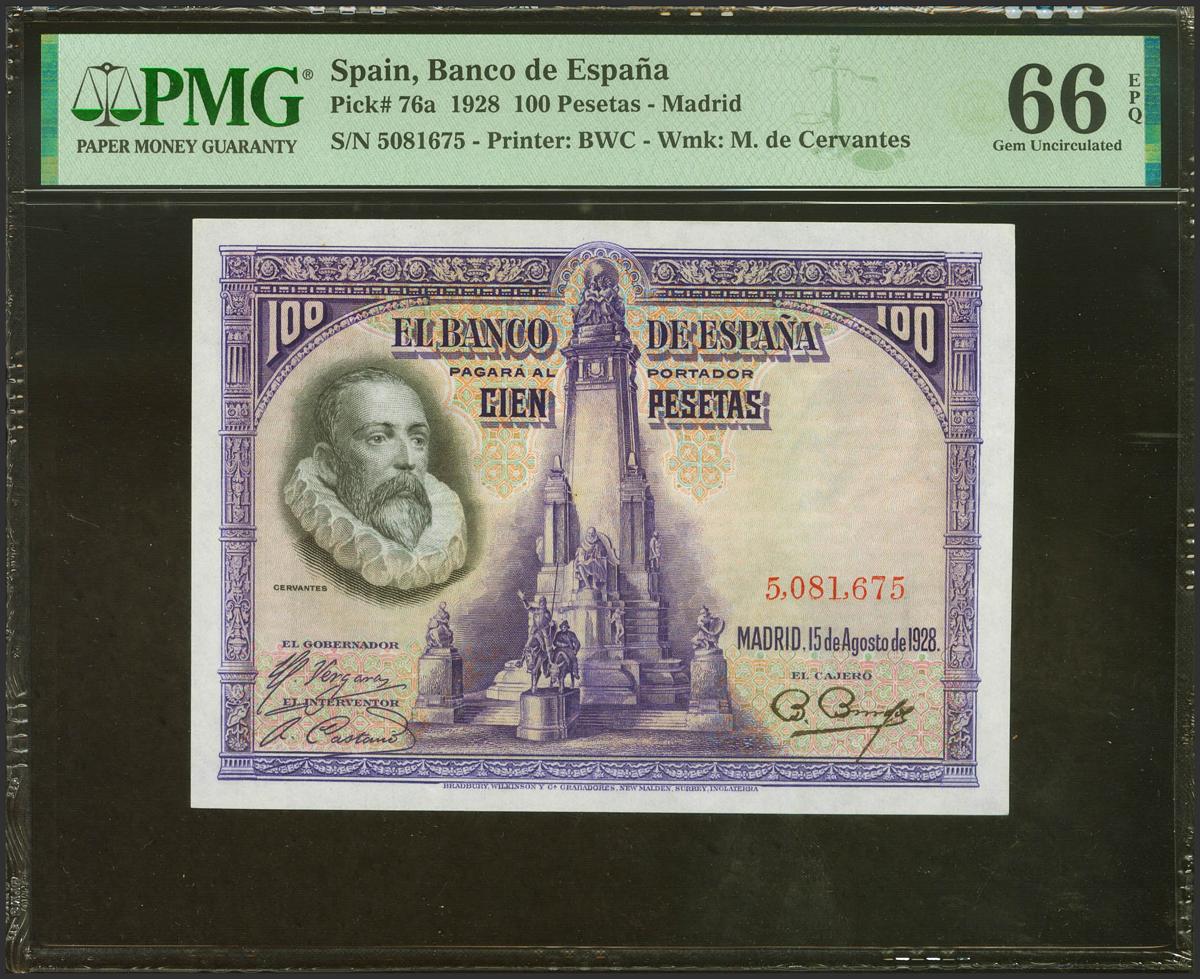 PMG®
PAPER MONEY GUARANTY
Spain, Banco de España
Pick# 76a 1928 100 Pesetas - Madrid
S/N 5081675 - Printer: BWC - Wmk: M. de Cervantes
66 EPQ
Gem Uncirculated
100 100
EL BANCO DE ESPAÑA
PAGARÁ AL PORTADOR
CIEN PESETAS
CERVANTES
5,081,675
MADRID, 15 de Agosto de 1928.
EL GOBERNADOR
EL CAJERO
EL INTERVENTOR
BRADBURY, WILKINSON Y Cª GRABADORES, NEW MALDEN, SURREY, INGLATERRA